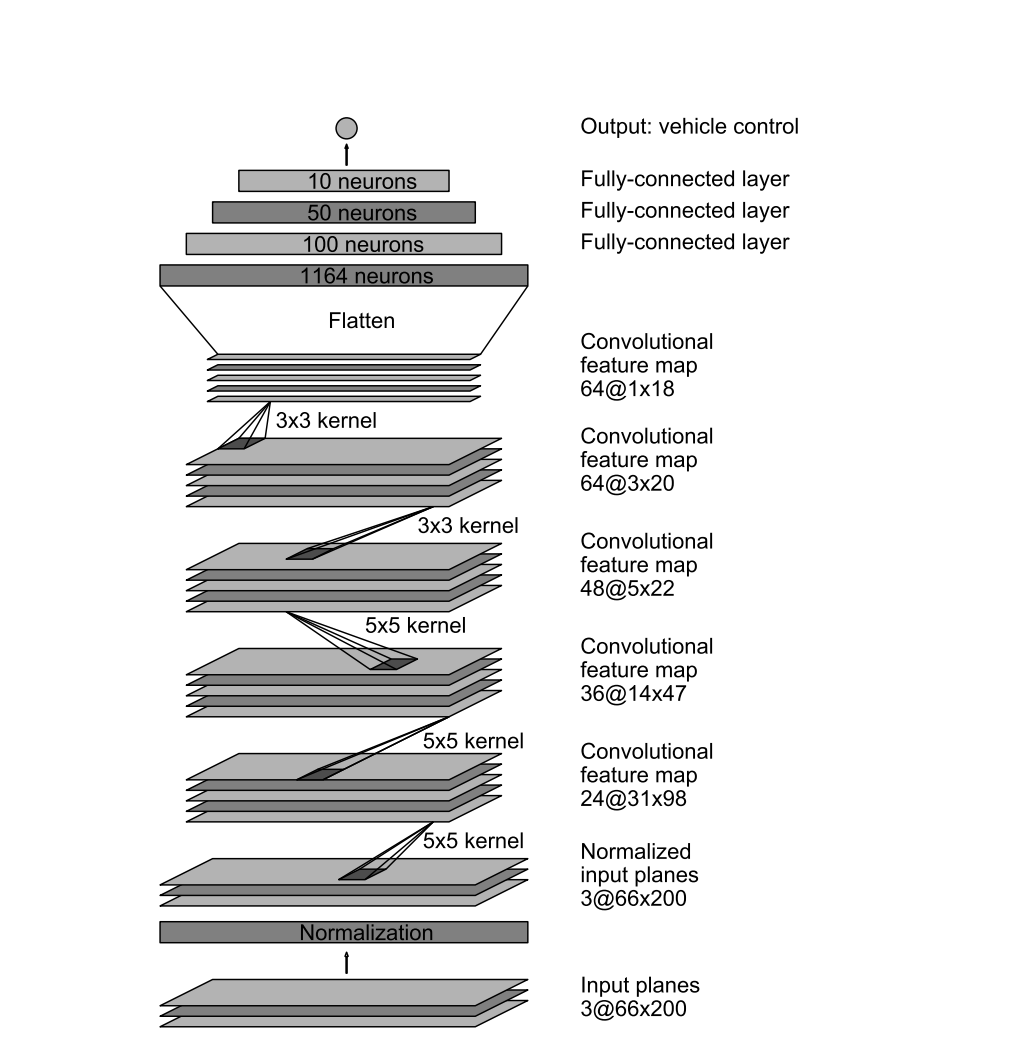 Output: vehicle control
10 neurons
Fully-connected layer
50 neurons
Fully-connected layer
100 neurons
Fully-connected layer
1164 neurons
Flatten
Convolutional
feature map
64@1x18
3x3 kernel
Convolutional
feature map
64@3x20
3x3 kernel
Convolutional
feature map
48@5x22
5x5 kernel
Convolutional
feature map
36@14x47
5x5 kernel
Convolutional
feature map
24@31x98
5x5 kernel
Normalized
input planes
3@66x200
Normalization
Input planes
3@66x200